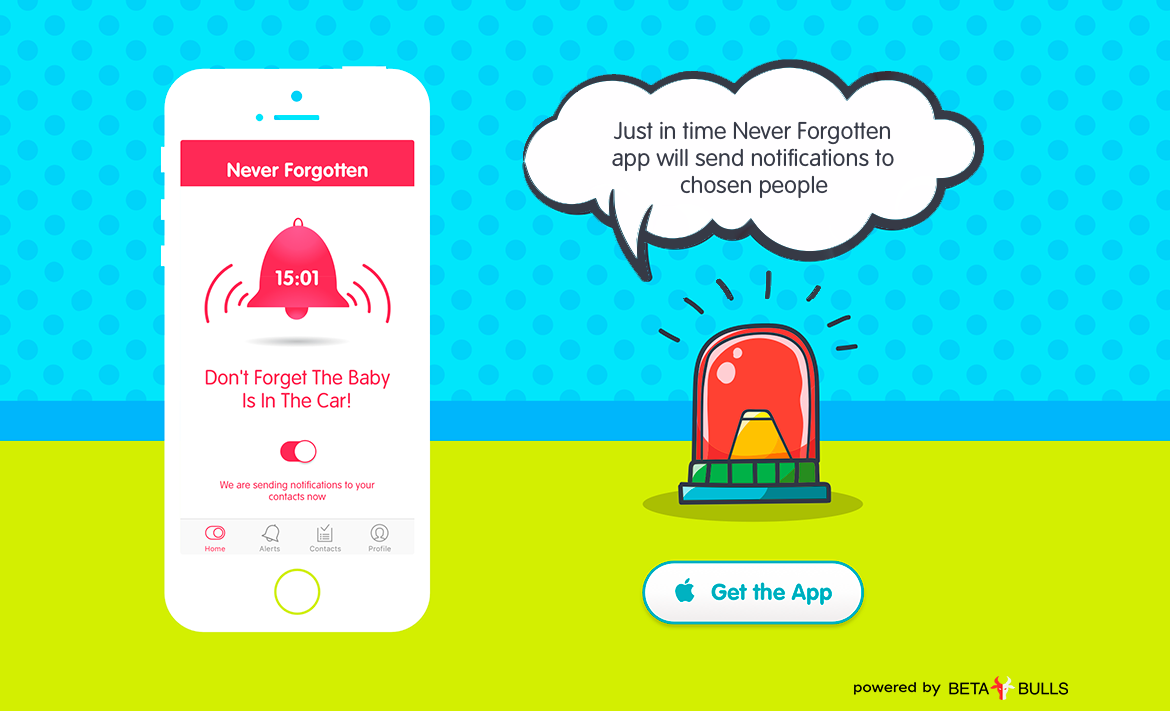 Never Forgotten
15:01
Don't Forget The Baby
Is In The Car!
We are sending notifications to your
contacts now
Home Alerts Contacts Profile
Just in time Never Forgotten
app will send notifications to
chosen people
Get the App
powered by BETA BULLS